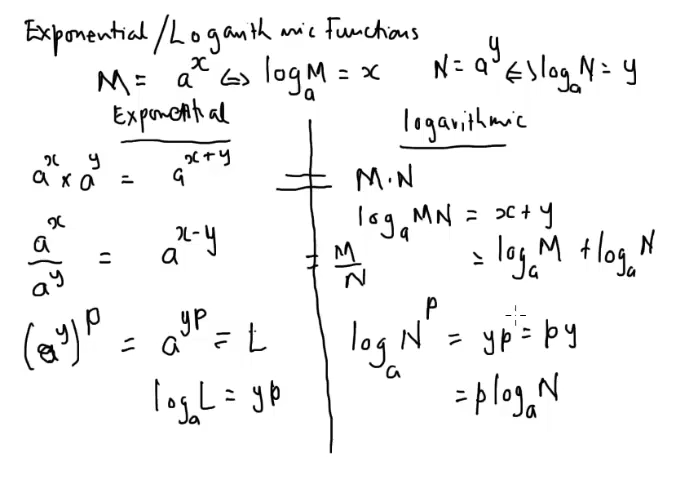 Exponential/Logarithmic Functions
M = a^x ⇔ log_a M = x N = a^y ⇔ log_a N = y
Exponential logarithmic
a^x × a^y = a^(x+y) = M·N
log_a MN = x + y
a^x / a^y = a^(x-y) = M/N = log_a M + log_a N
(a^y)^p = a^(yp) = L log_a N^p = yp = py
log_a L = yp = p log_a N